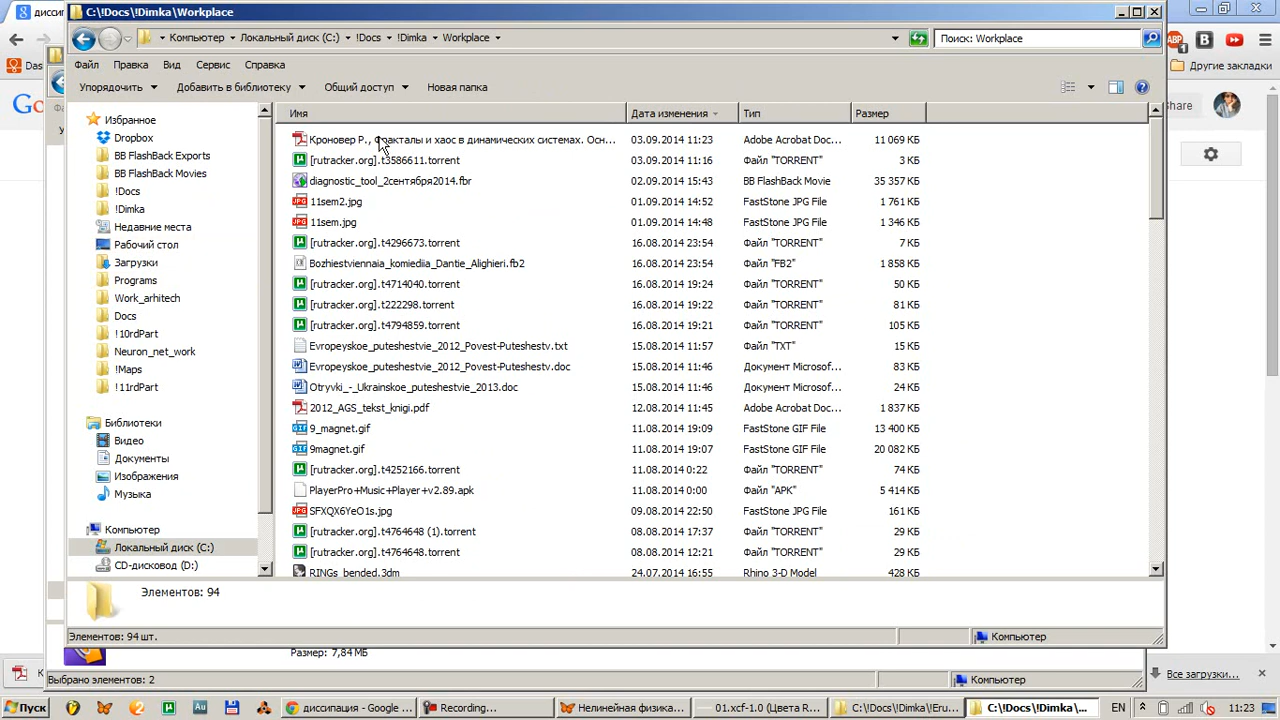 диссип
C:\!Docs\!Dimka\Workplace
Компьютер
Локальный диск (C:)
!Docs
!Dimka
Workplace
Поиск: Workplace
Das
Другие закладки
Файл
Правка
Вид
Сервис
Справка
Упорядочить
Добавить в библиотеку
Общий доступ
Новая папка
Go
Share
Избранное
Dropbox
BB FlashBack Exports
BB FlashBack Movies
!Docs
!Dimka
Недавние места
Рабочий стол
Загрузки
Programs
Work_arhitech
Docs
!10rdPart
Neuron_net_work
!Maps
!11rdPart
Библиотеки
Видео
Документы
Изображения
Музыка
Компьютер
Локальный диск (C:)
CD-дисковод (D:)
Имя Дата изменения Тип Размер
Кроновер Р., Фракталы и хаос в динамических системах. Осн... 03.09.2014 11:23 Adobe Acrobat Doc... 11 069 КБ
[rutracker.org].t3586611.torrent 03.09.2014 11:16 Файл "TORRENT" 3 КБ
diagnostic_tool_2сентября2014.fbr 02.09.2014 15:43 BB FlashBack Movie 35 357 КБ
11sem2.jpg 01.09.2014 14:52 FastStone JPG File 1 761 КБ
11sem.jpg 01.09.2014 14:48 FastStone JPG File 1 346 КБ
[rutracker.org].t4296673.torrent 16.08.2014 23:54 Файл "TORRENT" 7 КБ
Bozhiestviennaia_komiediia_Dantie_Alighieri.fb2 16.08.2014 23:54 Файл "FB2" 1 858 КБ
[rutracker.org].t4714040.torrent 16.08.2014 19:24 Файл "TORRENT" 50 КБ
[rutracker.org].t222298.torrent 16.08.2014 19:22 Файл "TORRENT" 81 КБ
[rutracker.org].t4794859.torrent 16.08.2014 19:21 Файл "TORRENT" 105 КБ
Evropeyskoe_puteshestvie_2012_Povest-Puteshestv.txt 15.08.2014 11:57 Файл "TXT" 15 КБ
Evropeyskoe_puteshestvie_2012_Povest-Puteshestv.doc 15.08.2014 11:46 Документ Microsof... 83 КБ
Otryvki_-_Ukrainskoe_puteshestvie_2013.doc 15.08.2014 11:46 Документ Microsof... 24 КБ
2012_AGS_tekst_knigi.pdf 12.08.2014 11:45 Adobe Acrobat Doc... 1 837 КБ
9_magnet.gif 11.08.2014 19:09 FastStone GIF File 13 400 КБ
9magnet.gif 11.08.2014 19:07 FastStone GIF File 20 082 КБ
[rutracker.org].t4252166.torrent 11.08.2014 0:22 Файл "TORRENT" 74 КБ
PlayerPro+Music+Player+v2.89.apk 11.08.2014 0:00 Файл "APK" 5 414 КБ
SFXQX6YeO1s.jpg 09.08.2014 22:50 FastStone JPG File 161 КБ
[rutracker.org].t4764648 (1).torrent 08.08.2014 17:37 Файл "TORRENT" 29 КБ
[rutracker.org].t4764648.torrent 08.08.2014 12:21 Файл "TORRENT" 29 КБ
RINGs_bended.3dm 24.07.2014 16:55 Rhino 3-D Model 428 КБ
Элементов: 94
Элементов: 94 шт.
Компьютер
Размер: 7,84 МБ
Выбрано элементов: 2
Компьютер
Все загрузки...
Пуск
диссипация - Google ...
Recording...
Нелинейная физика...
01.xcf-1.0 (Цвета R...
C:\!Docs\!Dimka\Eru...
C:\!Docs\!Dimka\...
EN
11:23